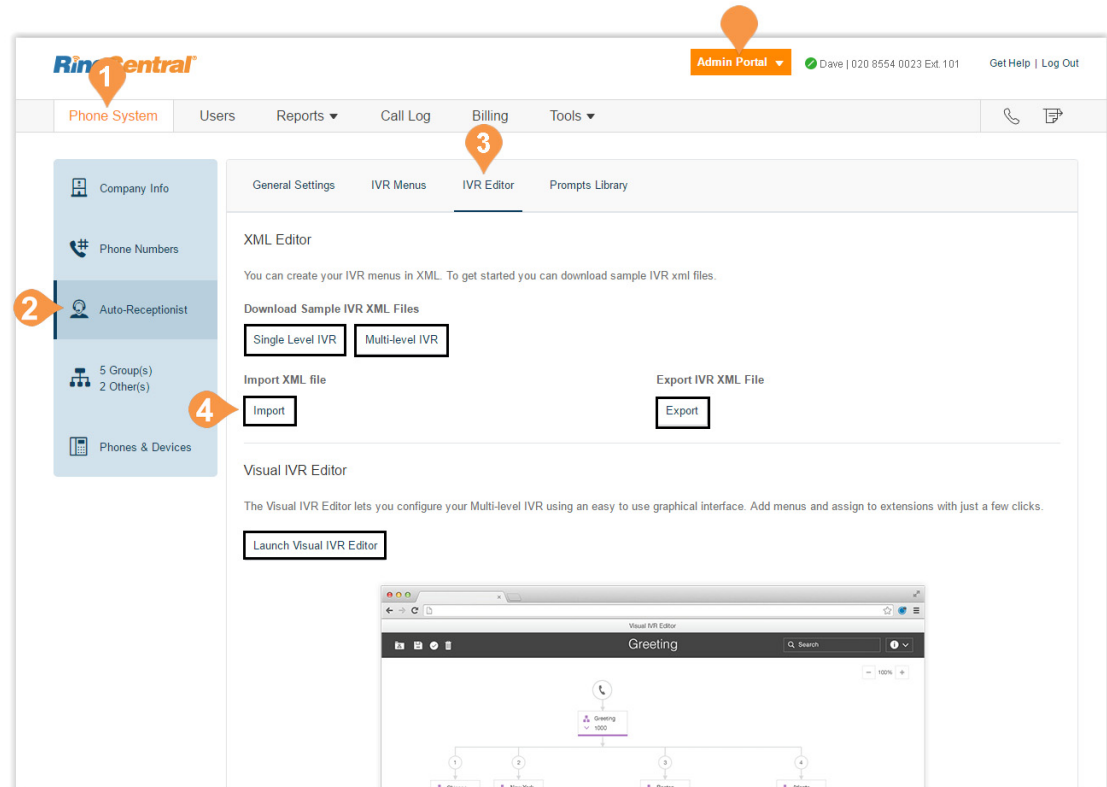 RingCentral
1
Admin Portal
Dave | 020 8554 0023 Ext. 101
Get Help | Log Out
Phone System
Users
Reports
Call Log
Billing
Tools
3
Company Info
Phone Numbers
2
Auto-Receptionist
5 Group(s)
2 Other(s)
Phones & Devices
General Settings
IVR Menus
IVR Editor
Prompts Library
XML Editor
You can create your IVR menus in XML. To get started you can download sample IVR xml files.
Download Sample IVR XML Files
Single Level IVR
Multi-level IVR
Import XML file
Export IVR XML File
4
Import
Export
Visual IVR Editor
The Visual IVR Editor lets you configure your Multi-level IVR using an easy to use graphical interface. Add menus and assign to extensions with just a few clicks.
Launch Visual IVR Editor
Visual IVR Editor
Greeting
Search
100%
Greeting
1000
1
2
3
4
New York